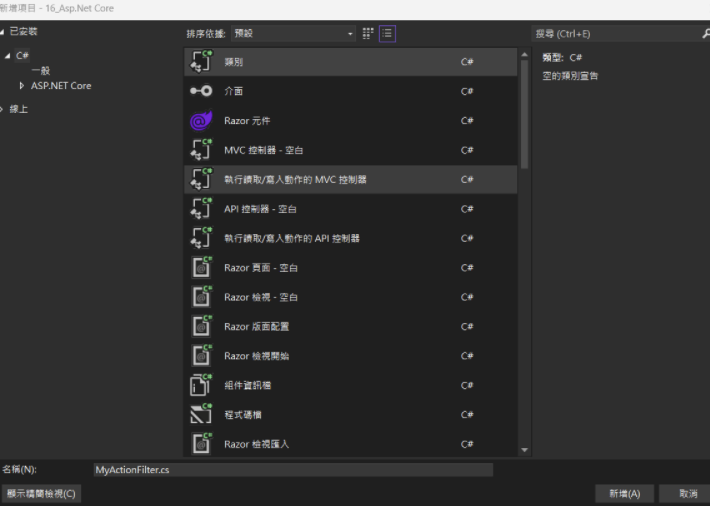 新增項目 - 16_Asp.Net Core
已安裝
C#
一般
ASP.NET Core
線上
排序依據: 預設
類別 C#
介面 C#
Razor 元件 C#
MVC 控制器 - 空白 C#
執行讀取/寫入動作的 MVC 控制器 C#
API 控制器 - 空白 C#
執行讀取/寫入動作的 API 控制器 C#
Razor 頁面 - 空白 C#
Razor 檢視 - 空白 C#
Razor 版面配置 C#
Razor 檢視開始 C#
組件資訊檔 C#
程式碼檔 C#
Razor 檢視匯入 C#
搜尋 (Ctrl+E)
類型: C#
空的類別宣告
名稱(N): MyActionFilter.cs
顯示精簡檢視(C)
新增(A) 取消